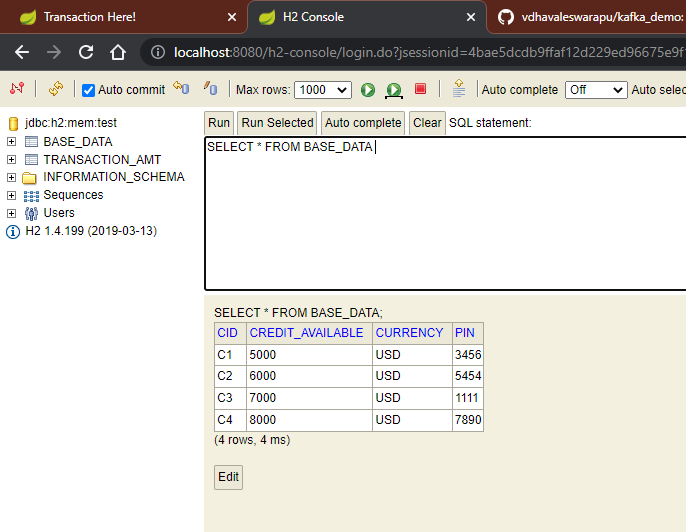 Transaction Here!
H2 Console
vdhavaleswarapu/kafka_demo:
localhost:8080/h2-console/login.do?jsessionid=4bae5dcdb9ffaf12d229ed96675e9f
Auto commit Max rows: 1000 Auto complete Off Auto selec
jdbc:h2:mem:test
BASE_DATA
TRANSACTION_AMT
INFORMATION_SCHEMA
Sequences
Users
H2 1.4.199 (2019-03-13)
Run Run Selected Auto complete Clear SQL statement:
SELECT * FROM BASE_DATA
SELECT * FROM BASE_DATA;
CID CREDIT_AVAILABLE CURRENCY PIN
C1 5000 USD 3456
C2 6000 USD 5454
C3 7000 USD 1111
C4 8000 USD 7890
(4 rows, 4 ms)
Edit